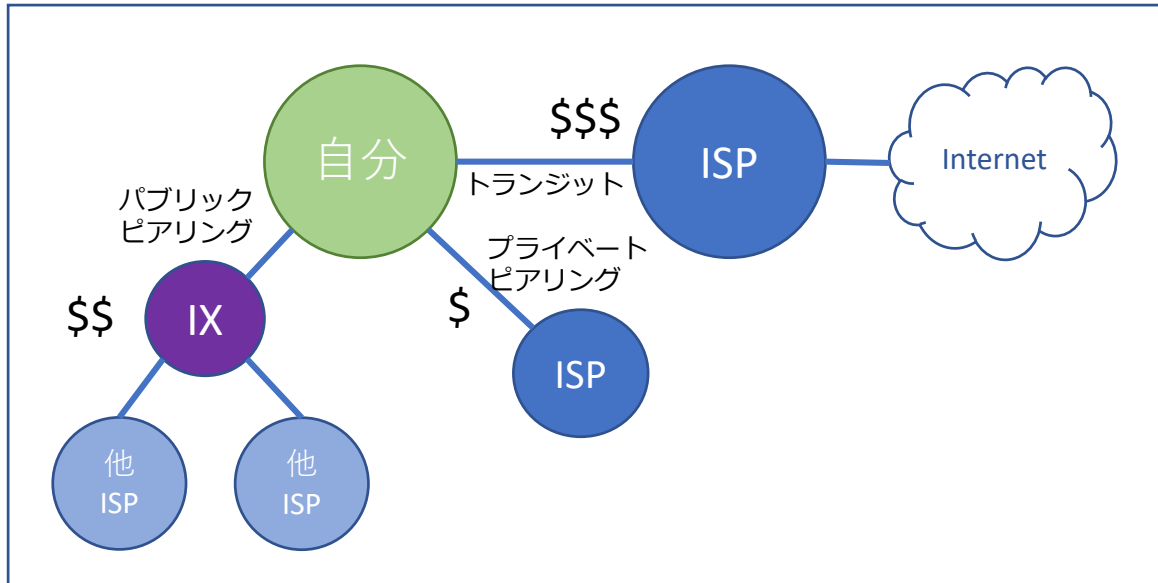 自分
$$$
ISP
Internet
トランジット
パブリック
ピアリング
プライベート
ピアリング
$$
IX
$
ISP
他
ISP
他
ISP